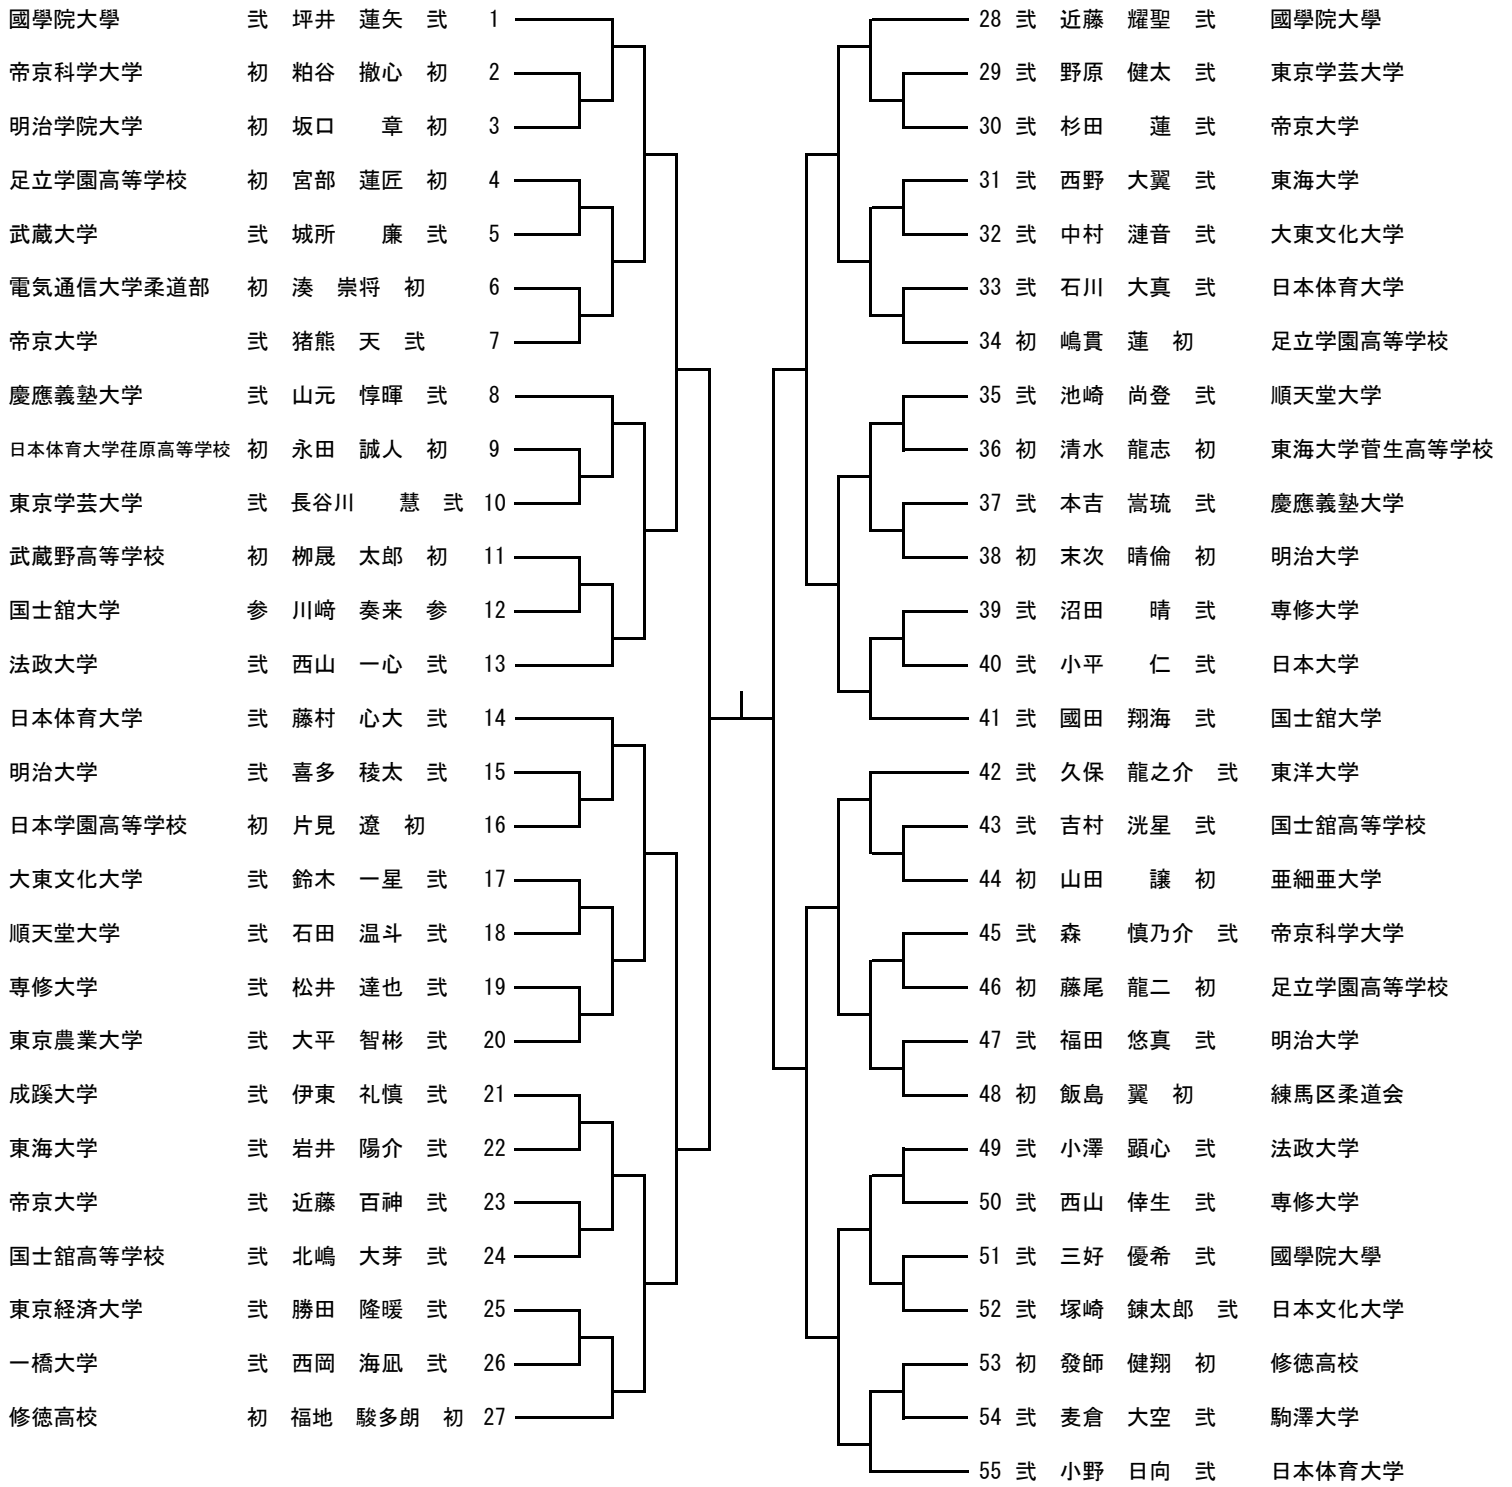 國學院大學 弐 坪井 蓮矢 弐 1
帝京科学大学 初 粕谷 撤心 初 2
明治学院大学 初 坂口 章 初 3
足立学園高等学校 初 宮部 蓮匠 初 4
武蔵大学 弐 城所 廉 弐 5
電気通信大学柔道部 初 湊 崇将 初 6
帝京大学 弐 猪熊 天 弐 7
慶應義塾大学 弐 山元 惇暉 弐 8
日本体育大学荏原高等学校 初 永田 誠人 初 9
東京学芸大学 弐 長谷川 慧 弐 10
武蔵野高等学校 初 栁晟 太郎 初 11
国士舘大学 参 川﨑 奏来 参 12
法政大学 弐 西山 一心 弐 13
日本体育大学 弐 藤村 心大 弐 14
明治大学 弐 喜多 稜太 弐 15
日本学園高等学校 初 片見 遼 初 16
大東文化大学 弐 鈴木 一星 弐 17
順天堂大学 弐 石田 温斗 弐 18
専修大学 弐 松井 達也 弐 19
東京農業大学 弐 大平 智彬 弐 20
成蹊大学 弐 伊東 礼慎 弐 21
東海大学 弐 岩井 陽介 弐 22
帝京大学 弐 近藤 百神 弐 23
国士舘高等学校 弐 北嶋 大芽 弐 24
東京経済大学 弐 勝田 隆暖 弐 25
一橋大学 弐 西岡 海凪 弐 26
修徳高校 初 福地 駿多朗 初 27
28 弐 近藤 耀聖 弐 國學院大學
29 弐 野原 健太 弐 東京学芸大学
30 弐 杉田 蓮 弐 帝京大学
31 弐 西野 大翼 弐 東海大学
32 弐 中村 漣音 弐 大東文化大学
33 弐 石川 大真 弐 日本体育大学
34 初 嶋貫 蓮 初 足立学園高等学校
35 弐 池崎 尚登 弐 順天堂大学
36 初 清水 龍志 初 東海大学菅生高等学校
37 弐 本吉 嵩琉 弐 慶應義塾大学
38 初 末次 晴倫 初 明治大学
39 弐 沼田 晴 弐 専修大学
40 弐 小平 仁 弐 日本大学
41 弐 國田 翔海 弐 国士舘大学
42 弐 久保 龍之介 弐 東洋大学
43 弐 吉村 洸星 弐 国士舘高等学校
44 初 山田 譲 初 亜細亜大学
45 弐 森 慎乃介 弐 帝京科学大学
46 初 藤尾 龍二 初 足立学園高等学校
47 弐 福田 悠真 弐 明治大学
48 初 飯島 翼 初 練馬区柔道会
49 弐 小澤 顕心 弐 法政大学
50 弐 西山 倖生 弐 専修大学
51 弐 三好 優希 弐 國學院大學
52 弐 塚崎 錬太郎 弐 日本文化大学
53 初 發師 健翔 初 修徳高校
54 弐 麦倉 大空 弐 駒澤大学
55 弐 小野 日向 弐 日本体育大学